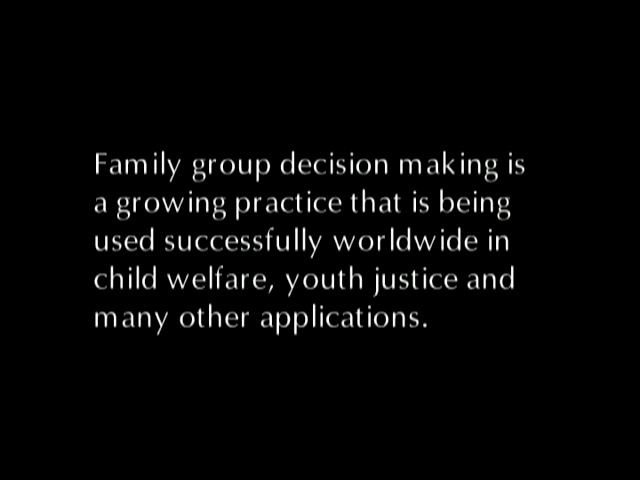 Family group decision making is
a growing practice that is being
used successfully worldwide in
child welfare, youth justice and
many other applications.